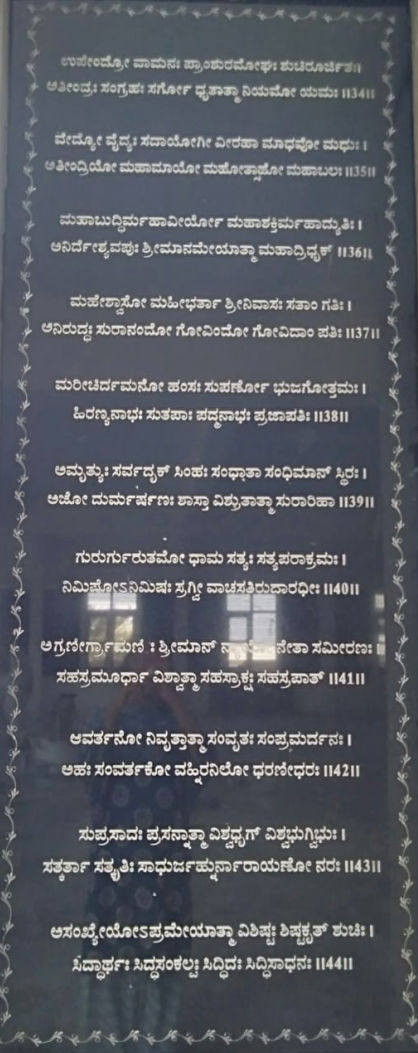 ಉಪೇಂದ್ರೋ ವಾಮನಃ ಪ್ರಾಂಶುರಮೋಘಃ ಶುಚಿರೂರ್ಜಿತಃ।
ಅತೀಂದ್ರಃ ಸಂಗ್ರಹಃ ಸರ್ಗೋ ಧೃತಾತ್ಮಾ ನಿಯಮೋ ಯಮಃ ॥34॥
ವೇದ್ಯೋ ವೈದ್ಯಃ ಸದಾಯೋಗೀ ವೀರಹಾ ಮಾಧವೋ ಮಧುಃ ।
ಅತೀಂದ್ರಿಯೋ ಮಹಾಮಾಯೋ ಮಹೋತ್ಸಾಹೋ ಮಹಾಬಲಃ ॥35॥
ಮಹಾಬುದ್ಧಿರ್ಮಹಾವೀರ್ಯೋ ಮಹಾಶಕ್ತಿರ್ಮಹಾದ್ಯುತಿಃ ।
ಅನಿರ್ದೇಶ್ಯವಪುಃ ಶ್ರೀಮಾನಮೇಯಾತ್ಮಾ ಮಹಾದ್ರಿಧೃಕ್ ॥36॥
ಮಹೇಶ್ವಾಸೋ ಮಹೀಭರ್ತಾ ಶ್ರೀನಿವಾಸಃ ಸತಾಂ ಗತಿಃ ।
ಅನಿರುದ್ಧಃ ಸುರಾನಂದೋ ಗೋವಿಂದೋ ಗೋವಿದಾಂ ಪತಿಃ ॥37॥
ಮರೀಚಿರ್ದಮನೋ ಹಂಸಃ ಸುಪರ್ಣೋ ಭುಜಗೋತ್ತಮಃ ।
ಹಿರಣ್ಯನಾಭಃ ಸುತಪಾಃ ಪದ್ಮನಾಭಃ ಪ್ರಜಾಪತಿಃ ॥38॥
ಅಮೃತ್ಯುಃ ಸರ್ವದೃಕ್ ಸಿಂಹಃ ಸಂಧಾತಾ ಸಂಧಿಮಾನ್ ಸ್ಥಿರಃ ।
ಅಜೋ ದುರ್ಮರ್ಷಣಃ ಶಾಸ್ತಾ ವಿಶ್ರುತಾತ್ಮಾ ಸುರಾರಿಹಾ ॥39॥
ಗುರುರ್ಗುರುತಮೋ ಧಾಮ ಸತ್ಯಃ ಸತ್ಯಪರಾಕ್ರಮಃ ।
ನಿಮಿಷೋಽನಿಮಿಷಃ ಸ್ರಗ್ವೀ ವಾಚಸತಿರುದಾರಧೀಃ ॥40॥
ಅಗ್ರಣೀರ್ಗ್ರಾಮಣಿ ಃ ಶ್ರೀಮಾನ್ ನೇತಾ ಸಮೀರಣಃ ।
ಸಹಸ್ರಮೂರ್ಧಾ ವಿಶ್ವಾತ್ಮಾ ಸಹಸ್ರಾಕ್ಷಃ ಸಹಸ್ರಪಾತ್ ॥41॥
ಆವರ್ತನೋ ನಿವೃತ್ತಾತ್ಮಾ ಸಂವೃತಃ ಸಂಪ್ರಮರ್ದನಃ ।
ಅಹಃ ಸಂವರ್ತಕೋ ವಹ್ನಿರನಿಲೋ ಧರಣೀಧರಃ ॥42॥
ಸುಪ್ರಸಾದಃ ಪ್ರಸನ್ನಾತ್ಮಾ ವಿಶ್ವಧೃಗ್ ವಿಶ್ವಭುಗ್ವಿಭುಃ ।
ಸತ್ಕರ್ತಾ ಸತ್ಕೃತಿಃ ಸಾಧುರ್ಜಹ್ನುರ್ನಾರಾಯಣೋ ನರಃ ॥43॥
ಅಸಂಖ್ಯೇಯೋಽಪ್ರಮೇಯಾತ್ಮಾ ವಿಶಿಷ್ಟಃ ಶಿಷ್ಟಕೃತ್ ಶುಚಿಃ ।
ಸಿದ್ಧಾರ್ಥಃ ಸಿದ್ಧಸಂಕಲ್ಪಃ ಸಿದ್ಧಿದಃ ಸಿದ್ಧಿಸಾಧನಃ ॥44॥